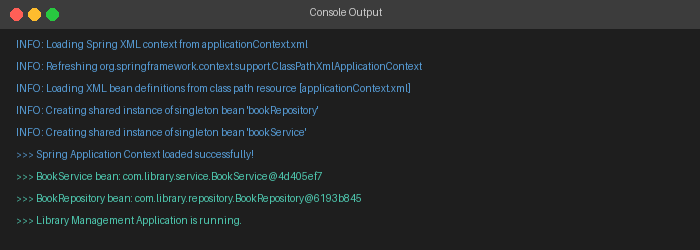 Console Output
INFO: Loading Spring XML context from applicationContext.xml
INFO: Refreshing org.springframework.context.support.ClassPathXmlApplicationContext
INFO: Loading XML bean definitions from class path resource [applicationContext.xml]
INFO: Creating shared instance of singleton bean 'bookRepository'
INFO: Creating shared instance of singleton bean 'bookService'
>>> Spring Application Context loaded successfully!
>>> BookService bean: com.library.service.BookService@4d405ef7
>>> BookRepository bean: com.library.repository.BookRepository@6193b845
>>> Library Management Application is running.